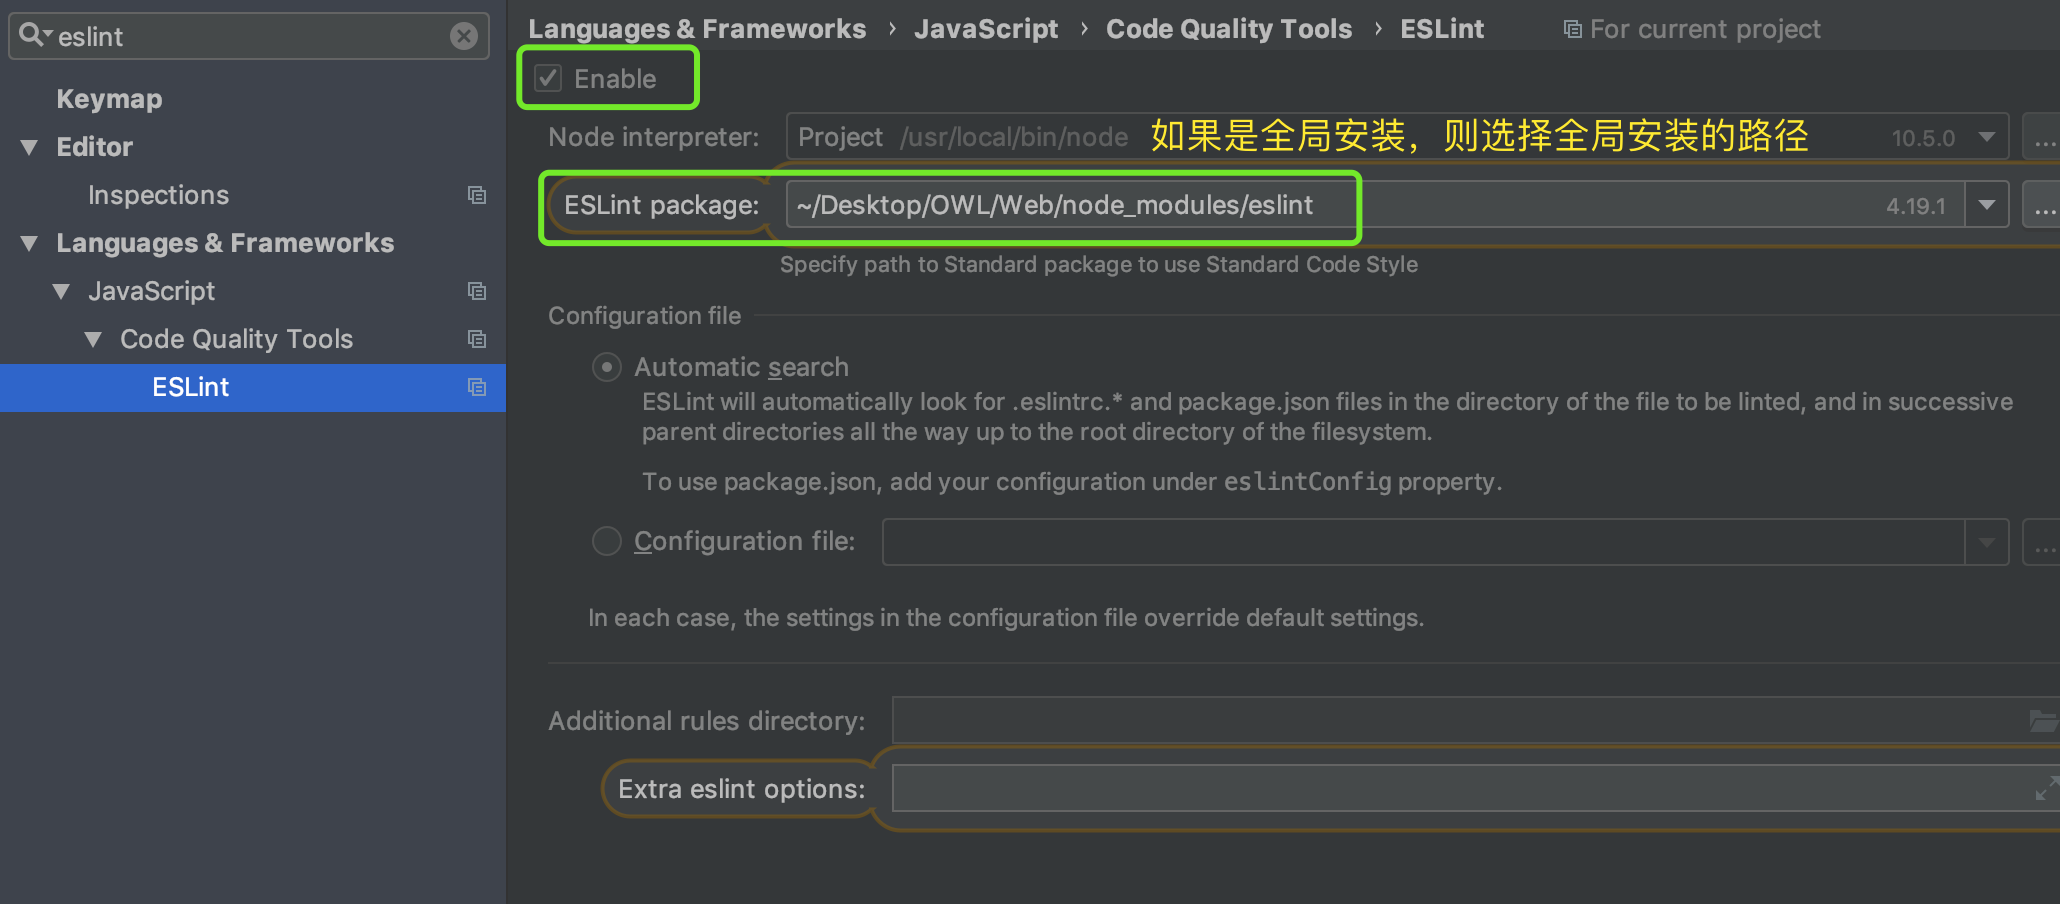 eslint
Keymap
Editor
Inspections
Languages & Frameworks
JavaScript
Code Quality Tools
ESLint
Languages & Frameworks › JavaScript › Code Quality Tools › ESLint For current project
Enable
Node interpreter: Project /usr/local/bin/node 如果是全局安装，则选择全局安装的路径 10.5.0 ...
ESLint package: ~/Desktop/OWL/Web/node_modules/eslint 4.19.1 ...
Specify path to Standard package to use Standard Code Style
Configuration file
Automatic search
ESLint will automatically look for .eslintrc.* and package.json files in the directory of the file to be linted, and in successive
parent directories all the way up to the root directory of the filesystem.
To use package.json, add your configuration under eslintConfig property.
Configuration file: ...
In each case, the settings in the configuration file override default settings.
Additional rules directory:
Extra eslint options: